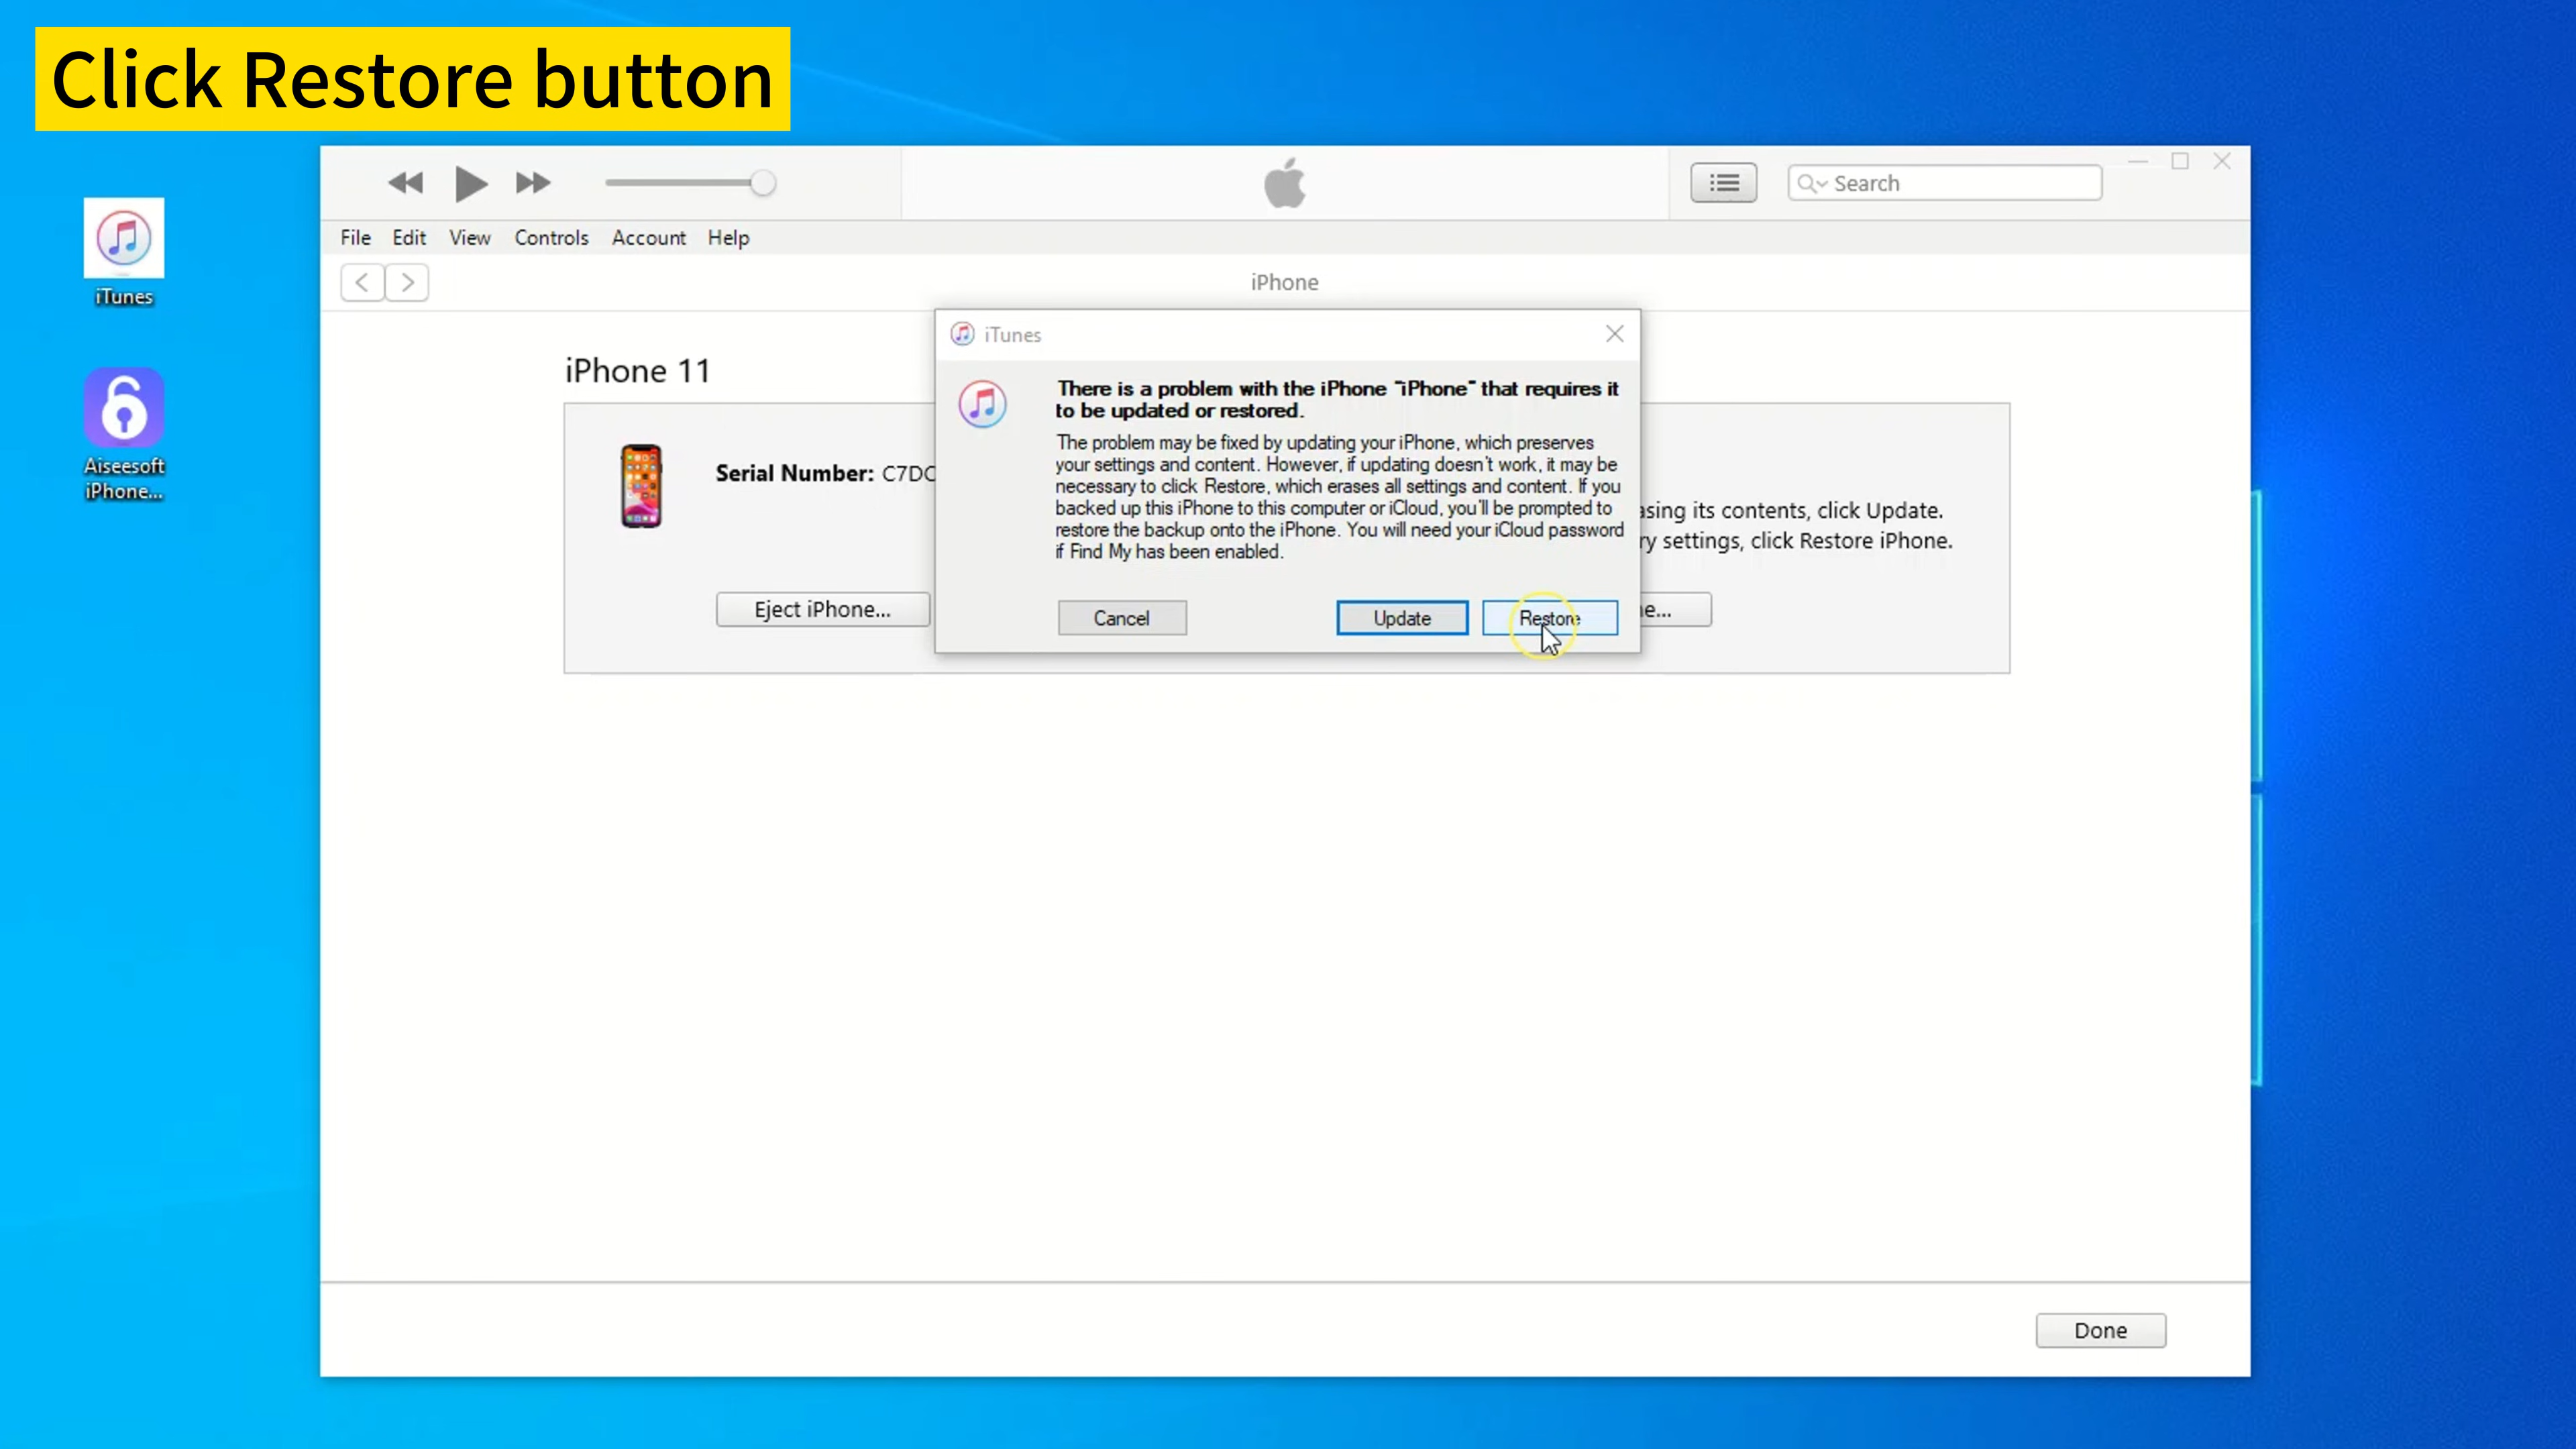 Click Restore button
Search
iTunes
File Edit View Controls Account Help
iPhone
iTunes
iPhone 11
There is a problem with the iPhone "iPhone" that requires it
to be updated or restored.
The problem may be fixed by updating your iPhone, which preserves
your settings and content. However, if updating doesn't work, it may be
necessary to click Restore, which erases all settings and content. If you
backed up this iPhone to this computer or iCloud, you'll be prompted to
restore the backup onto the iPhone. You will need your iCloud password
if Find My has been enabled.
Aiseesoft
iPhone...
Serial Number: C7DC
asing its contents, click Update.
ry settings, click Restore iPhone.
Eject iPhone...
Cancel
Update
Restore
e...
Done